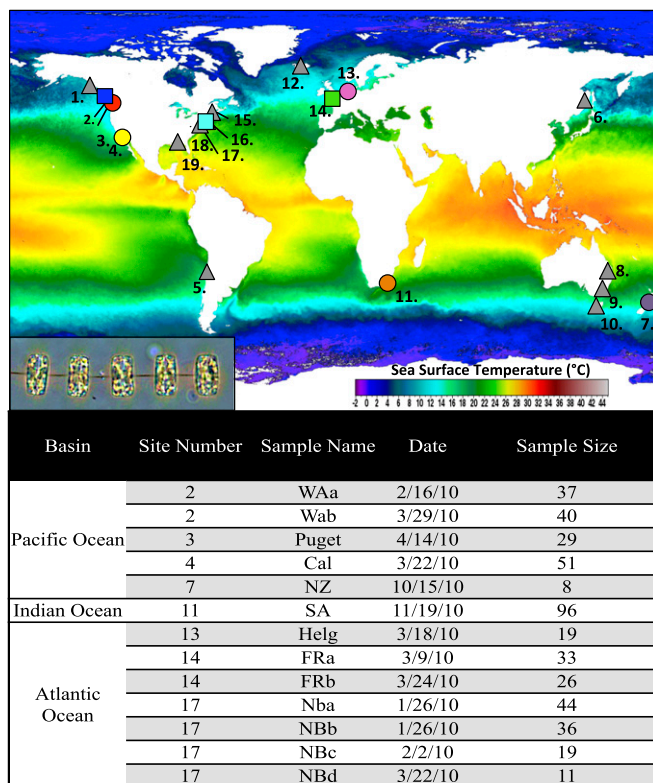 12.
13.
1.
14.
15.
6.
2.
16.
3.
18.
17.
4.
19.
8.
5.
11.
9.
10.
7.
Sea Surface Temperature (°C)
-2 0 2 4 6 8 10 12 14 16 18 20 22 24 26 28 30 32 34 36 38 40 42 44
Basin Site Number Sample Name Date Sample Size
2 WAa 2/16/10 37
2 Wab 3/29/10 40
Pacific Ocean 3 Puget 4/14/10 29
4 Cal 3/22/10 51
7 NZ 10/15/10 8
Indian Ocean 11 SA 11/19/10 96
13 Helg 3/18/10 19
14 FRa 3/9/10 33
14 FRb 3/24/10 26
Atlantic
Ocean
17 Nba 1/26/10 44
17 NBb 1/26/10 36
17 NBc 2/2/10 19
17 NBd 3/22/10 11